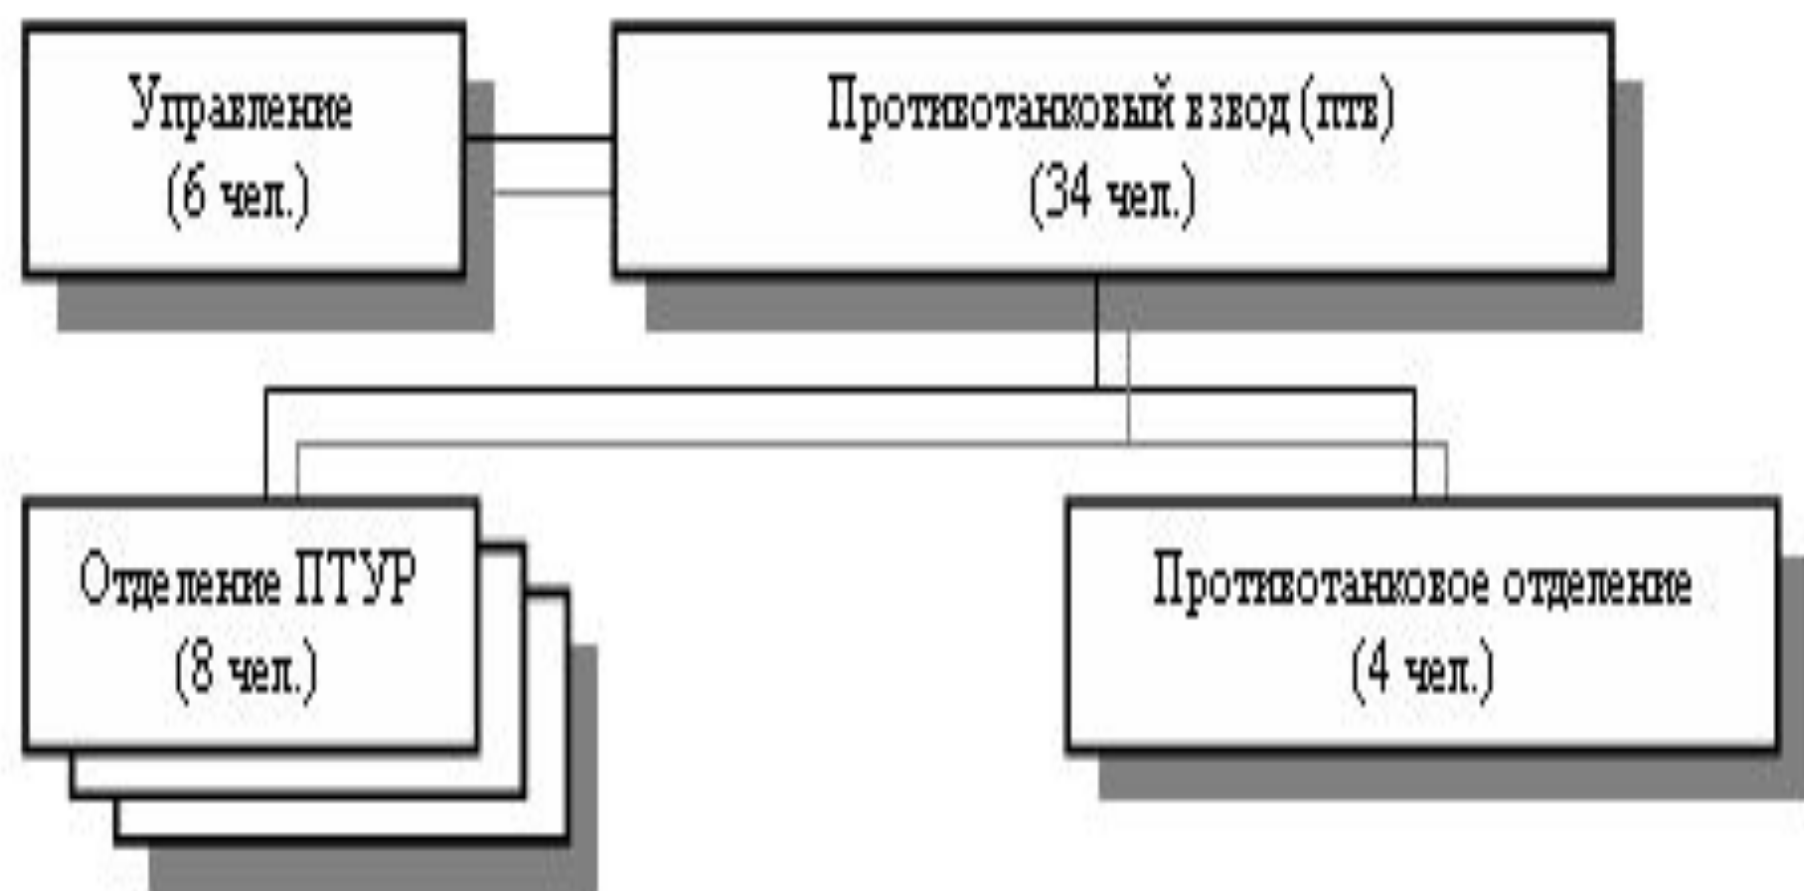 Управление
(6 чел.)
Противотанковый взвод (птв)
(34 чел.)
Отделение ПТУР
(8 чел.)
Противотанковое отделение
(4 чел.)